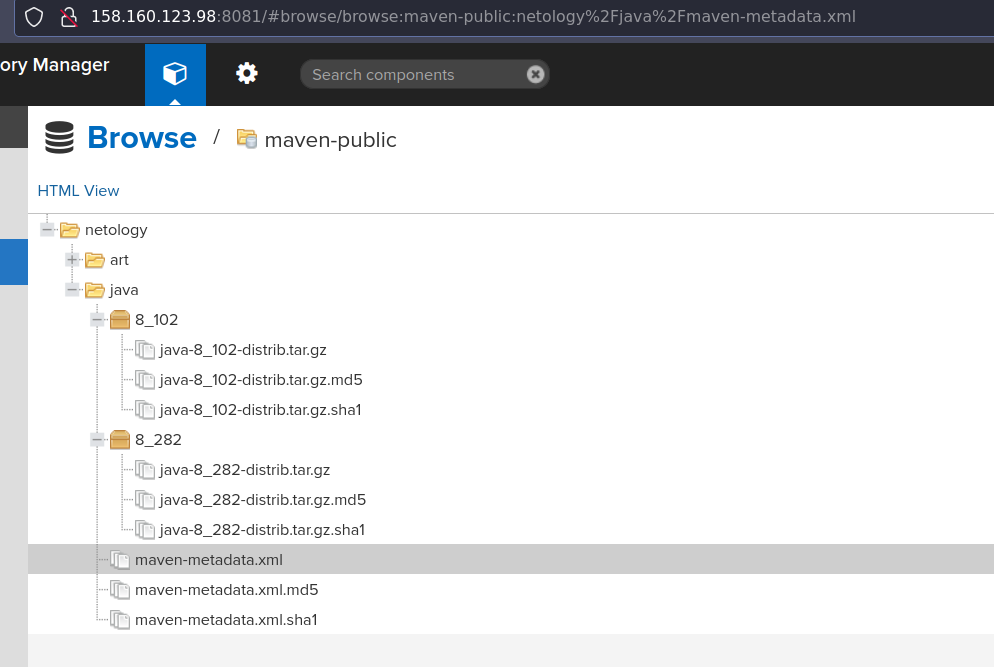 158.160.123.98:8081/#browse/browse:maven-public:netology%2Fjava%2Fmaven-metadata.xml
ory Manager
Search components
Browse / maven-public
HTML View
netology
art
java
8_102
java-8_102-distrib.tar.gz
java-8_102-distrib.tar.gz.md5
java-8_102-distrib.tar.gz.sha1
8_282
java-8_282-distrib.tar.gz
java-8_282-distrib.tar.gz.md5
java-8_282-distrib.tar.gz.sha1
maven-metadata.xml
maven-metadata.xml.md5
maven-metadata.xml.sha1